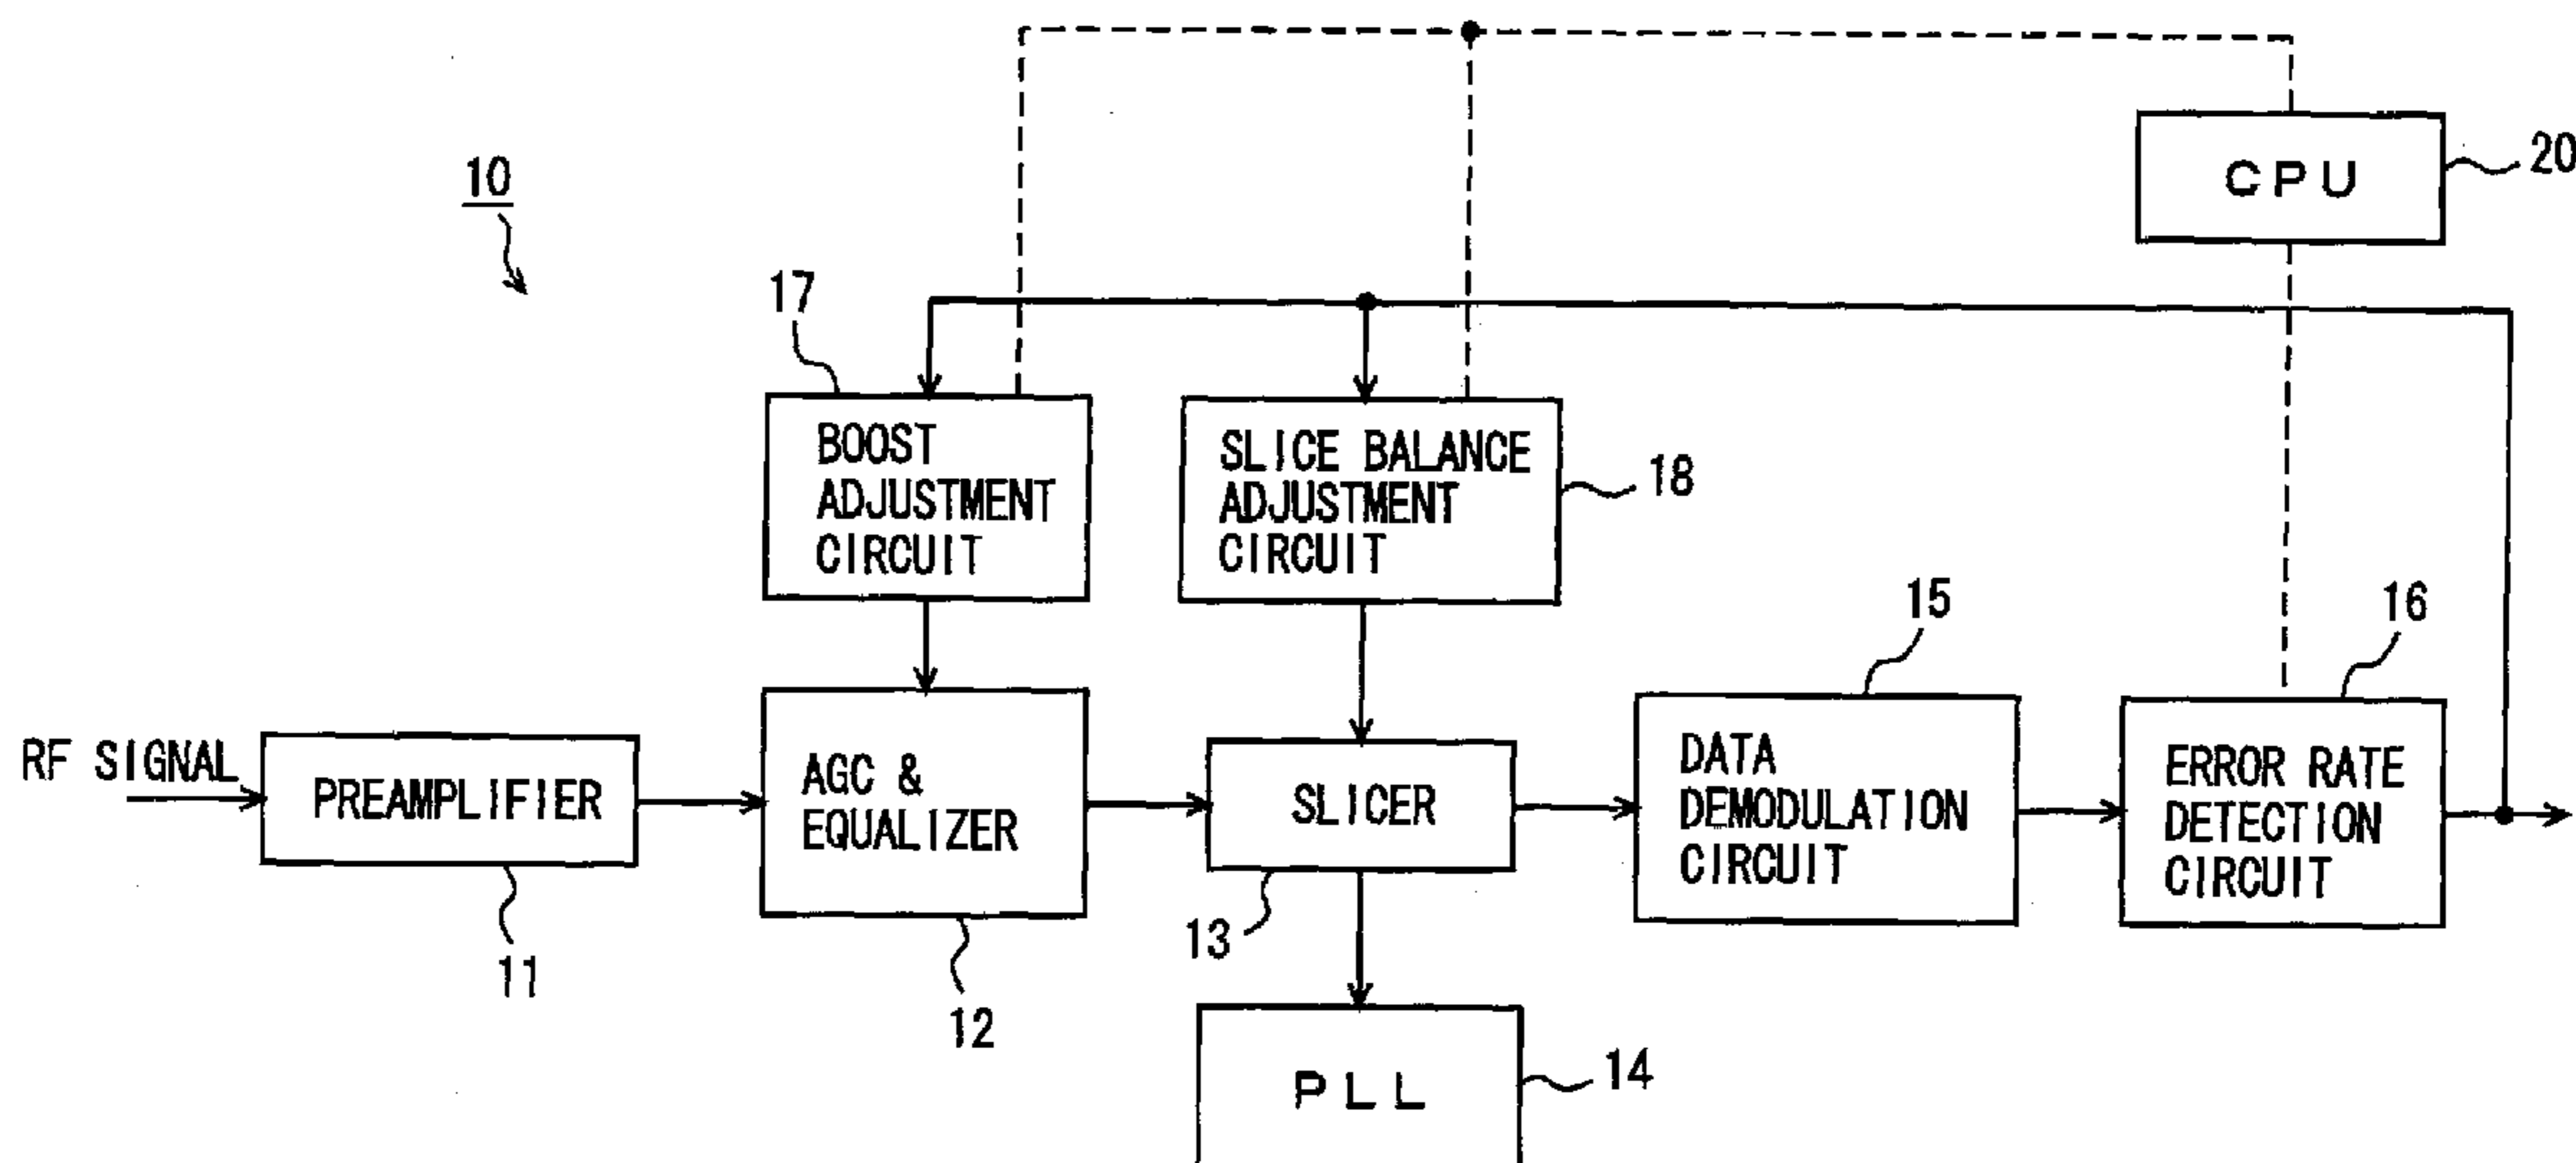 10
CPU
20
17
BOOST
ADJUSTMENT
CIRCUIT
SLICE BALANCE
ADJUSTMENT
CIRCUIT
18
15
16
RF SIGNAL
PREAMPLIFIER
11
AGC &
EQUALIZER
12
SLICER
13
DATA
DEMODULATION
CIRCUIT
ERROR RATE
DETECTION
CIRCUIT
PLL
14